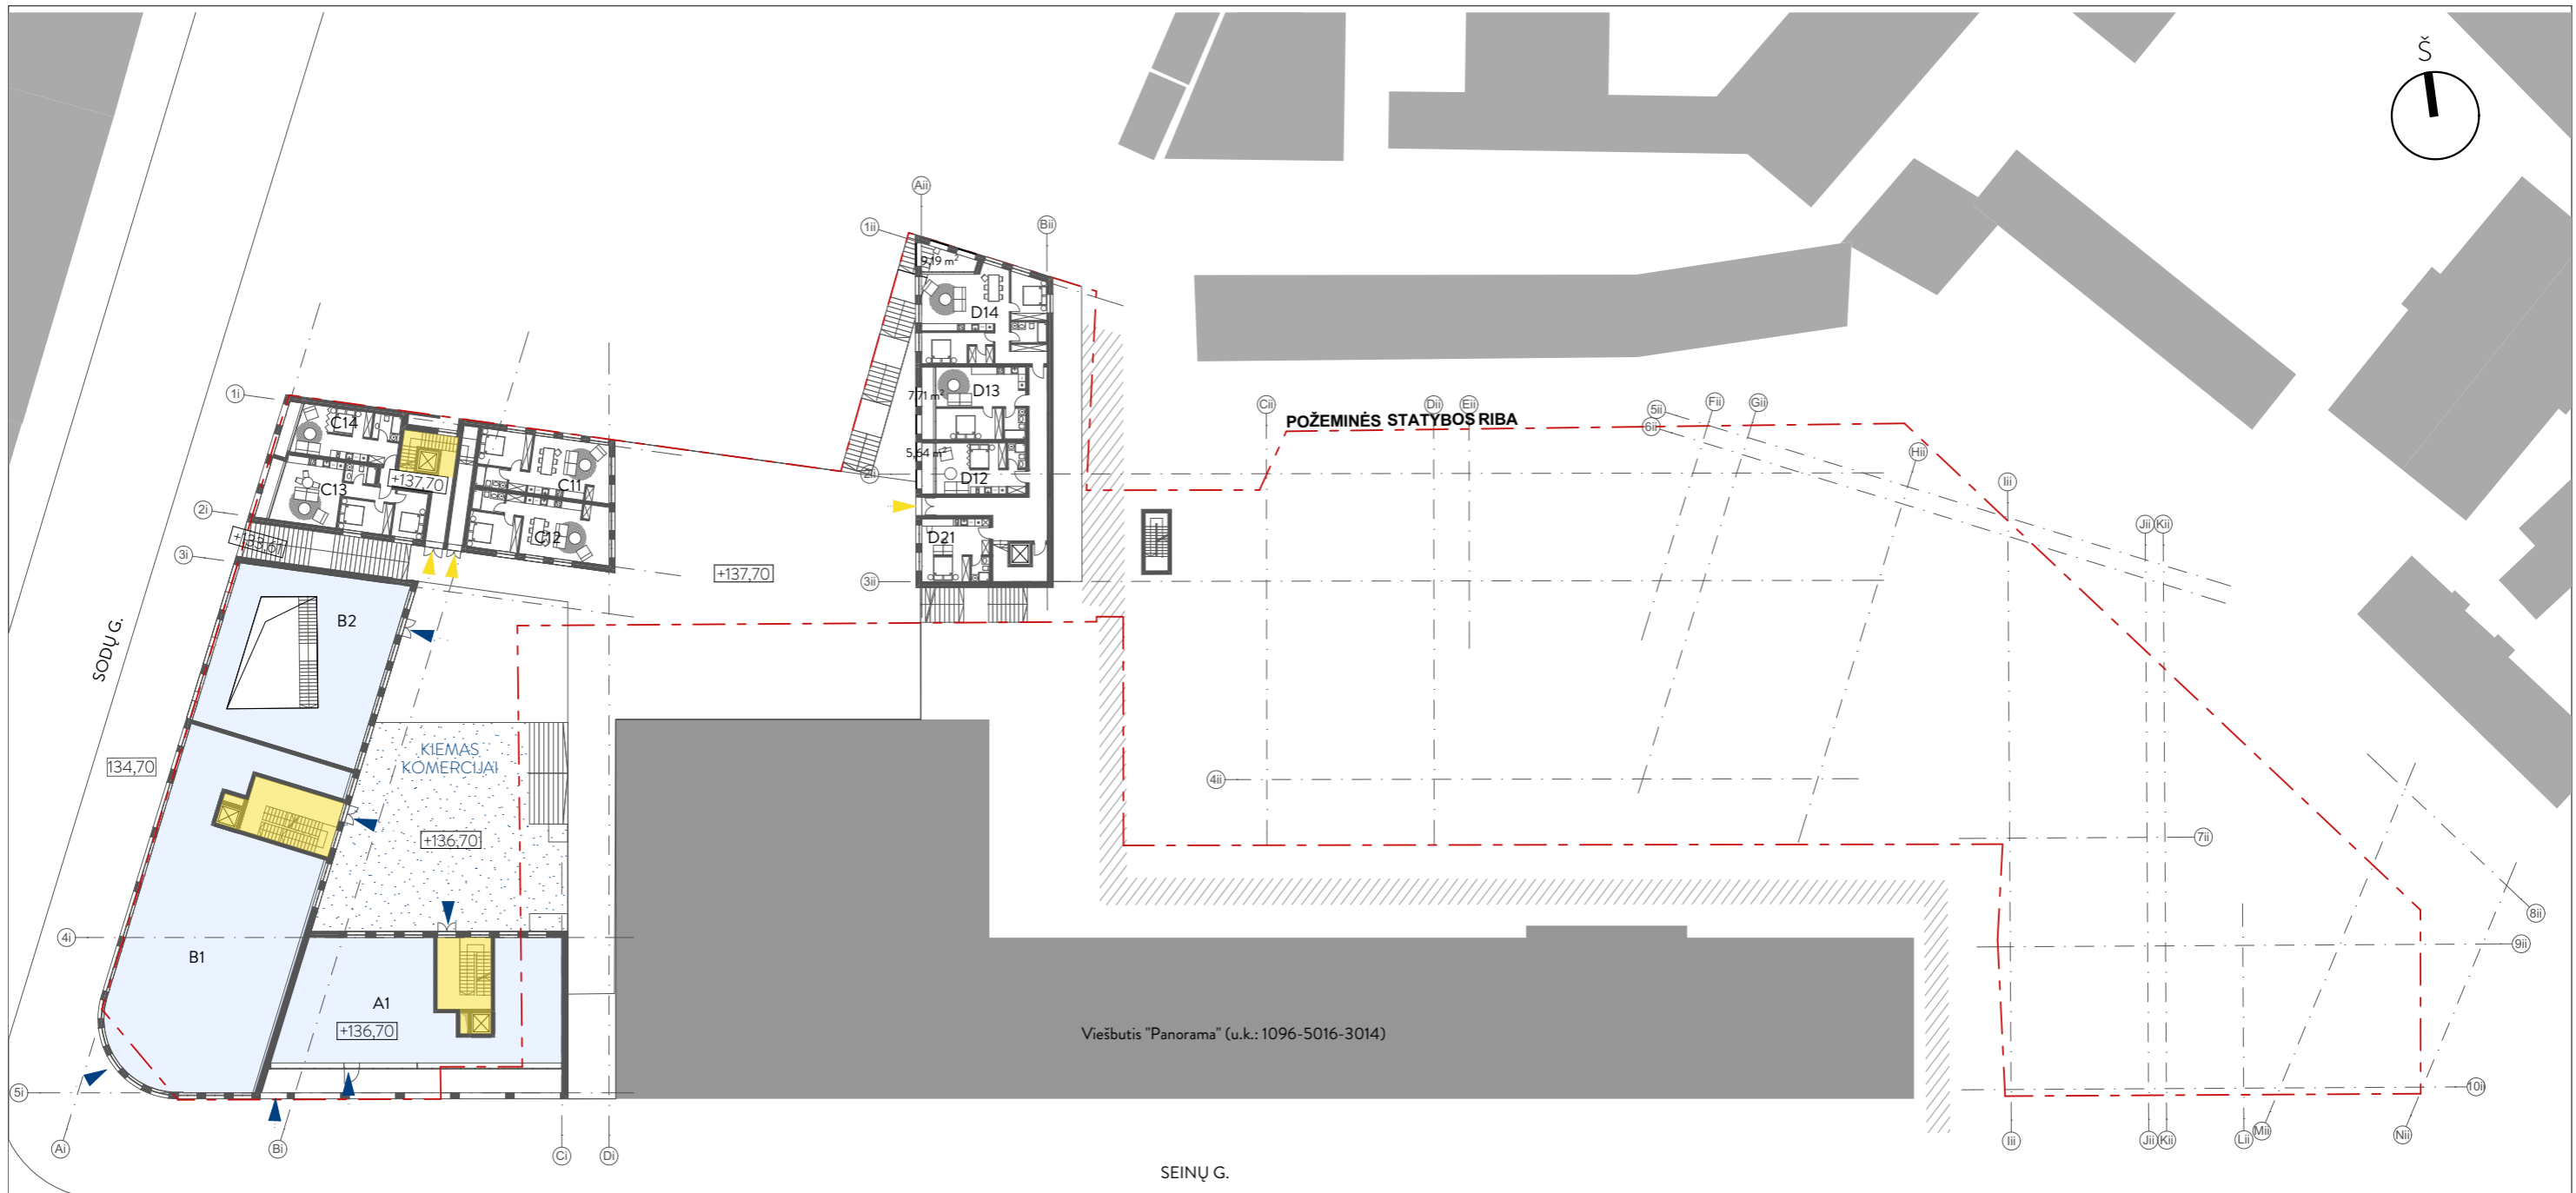 Š
Aii
1ii
Bii
9,19 m²
D14
7,71 m²
D13
5,64 m²
D12
2ii
D21
3ii
1i
C14
C13
+137,70
C11
C12
2i
+133,67
3i
+137,70
Cii
POŽEMINĖS STATYBOS RIBA
Dii
Eii
5ii
6ii
Fii
Gii
Hii
Iii
Jii
Kii
SODŲ G.
B2
134,70
KIEMAS
KOMERCIJAI
+136,70
4ii
7ii
4i
B1
A1
+136,70
8ii
9ii
Viešbutis "Panorama" (u.k.: 1096-5016-3014)
5i
10ii
Ai
Bi
Ci
Di
Iii
Jii
Kii
Lii
Mii
Nii
SEINŲ G.